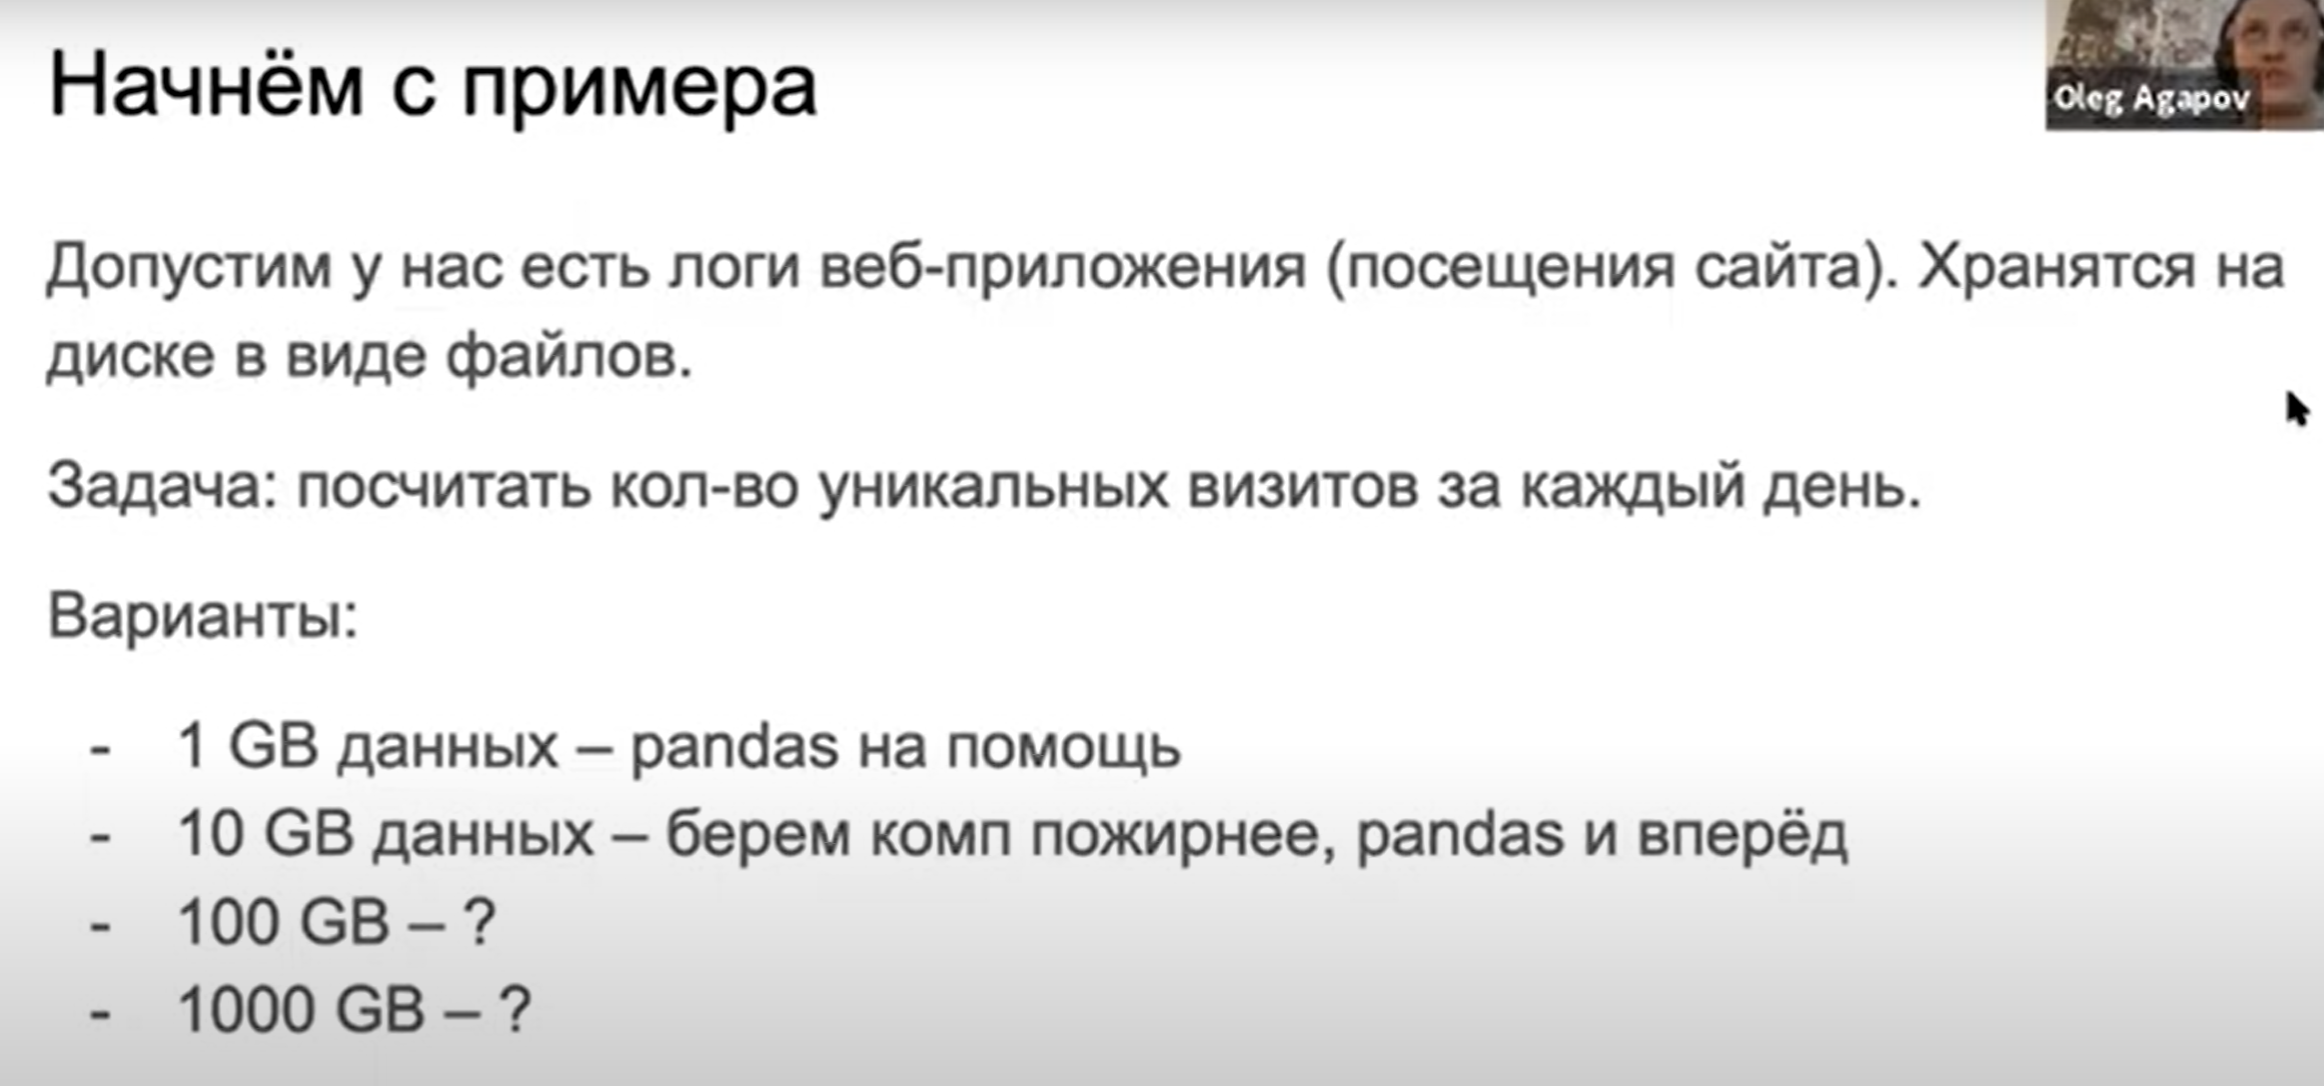 Начнём с примера
Oleg Agapov
Допустим у нас есть логи веб-приложения (посещения сайта). Хранятся на
диске в виде файлов.
Задача: посчитать кол-во уникальных визитов за каждый день.
Варианты:
- 1 GB данных – pandas на помощь
- 10 GB данных – берем комп пожирнее, pandas и вперёд
- 100 GB – ?
- 1000 GB – ?